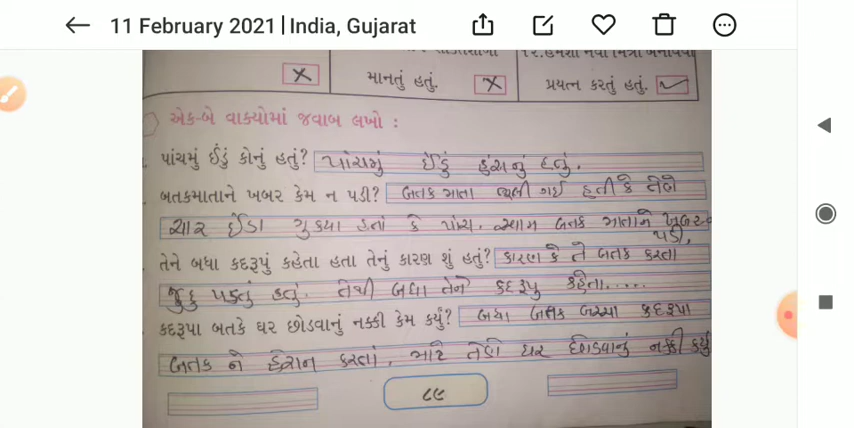 11 February 2021 | India, Gujarat
માનતું હતું.
પ્રયત્ન કરતું હતું.
એક-બે વાક્યોમાં જવાબ લખો :
પાંચમું ઈંડું કોનું હતું? પાંચમું ઈંડું હંસનું હતું.
બતકમાતાને ખબર કેમ ન પડી? બતક માતા ભૂલી ગઈ હતી કે તેણે
ચાર ઈંડા મુકયા હતાં કે પાંચ. આમ બતક માતાને ખબર ન
પડી.
તેને બધા કદરૂપું કહેતા હતા તેનું કારણ શું હતું? કારણ કે તે બતક કરતા
જુદુ પડતું હતું. તેથી બધા તેને કદરૂપુ કહેતા.....
કદરૂપા બતકે ઘર છોડવાનું નક્કી કેમ કર્યું? બધા બતક બચ્ચા કદરૂપા
બતક ને હેરાન કરતાં, માટે તેણે ઘર છોડવાનું નક્કી કર્યું
૮૯